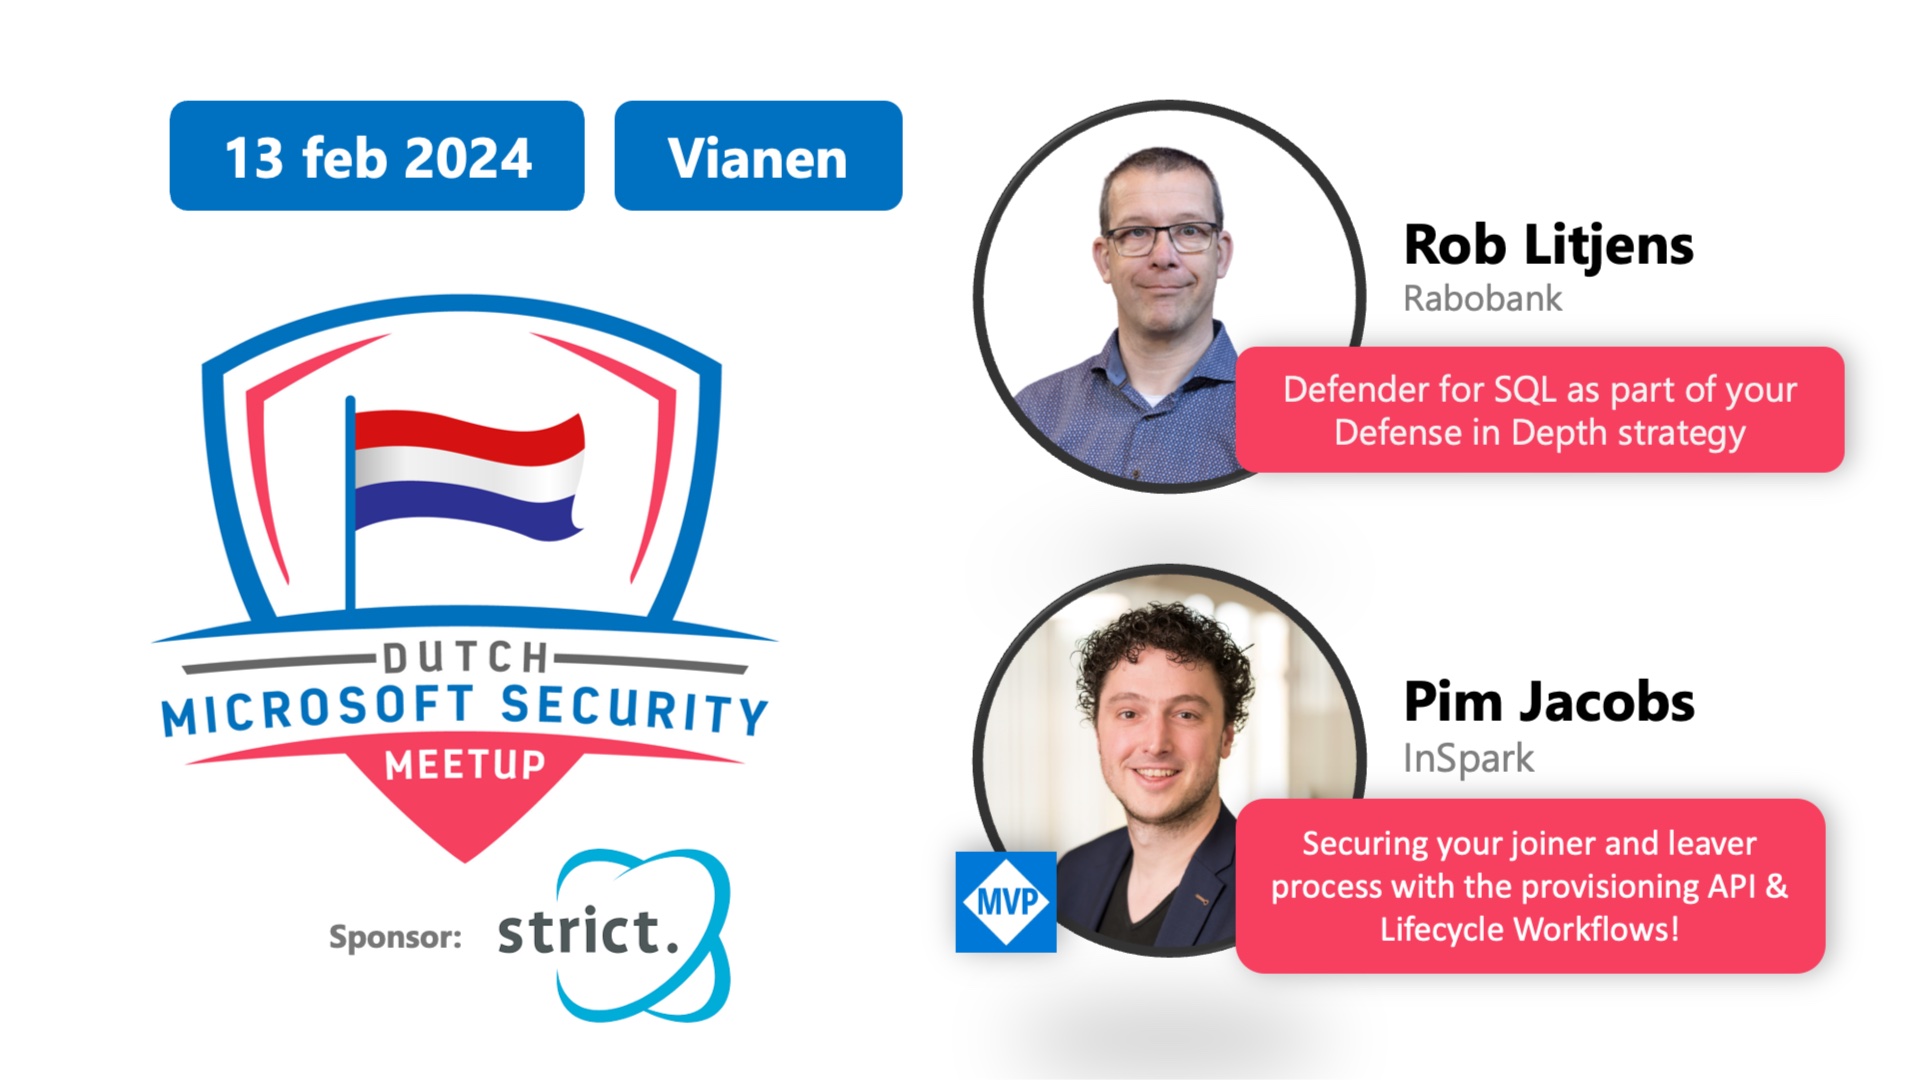 13 feb 2024
Vianen
DUTCH
MICROSOFT SECURITY
MEETUP
Sponsor:
strict.
Rob Litjens
Rabobank
Defender for SQL as part of your
Defense in Depth strategy
Pim Jacobs
InSpark
MVP
Securing your joiner and leaver
process with the provisioning API &
Lifecycle Workflows!